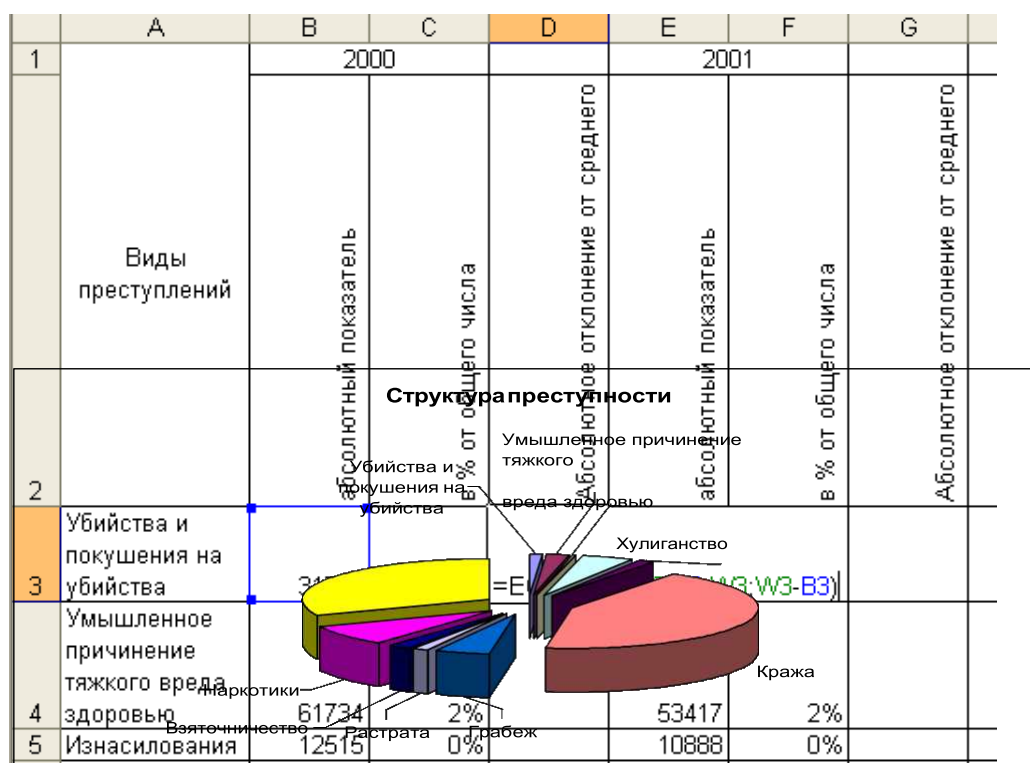 A B C D E F G
1 2000 2001
Виды
преступлений
абсолютный показатель
в % от общего числа
Абсолютное отклонение от среднего
абсолютный показатель
в % от общего числа
Абсолютное отклонение от среднего
2
Структура преступности
Умышленное причинение
тяжкого
вреда здоровью
Убийства и
покушения на
убийства
Хулиганство
Кража
Наркотики
Взяточничество
Растрата
Грабеж
Убийства и
покушения на
3 убийства W3-B3)
Умышленное
причинение
тяжкого вреда
4 здоровью 61734 2% 53417 2%
5 Изнасилования 12515 0% 10888 0%